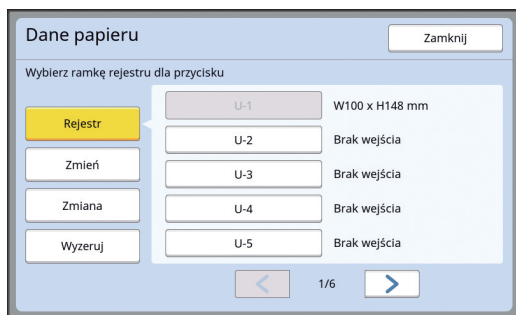 Dane papieru
Zamknij
Wybierz ramkę rejestru dla przycisku
Rejestr
Zmień
Zmiana
Wyzeruj
U-1 W100 x H148 mm
U-2 Brak wejścia
U-3 Brak wejścia
U-4 Brak wejścia
U-5 Brak wejścia
1/6